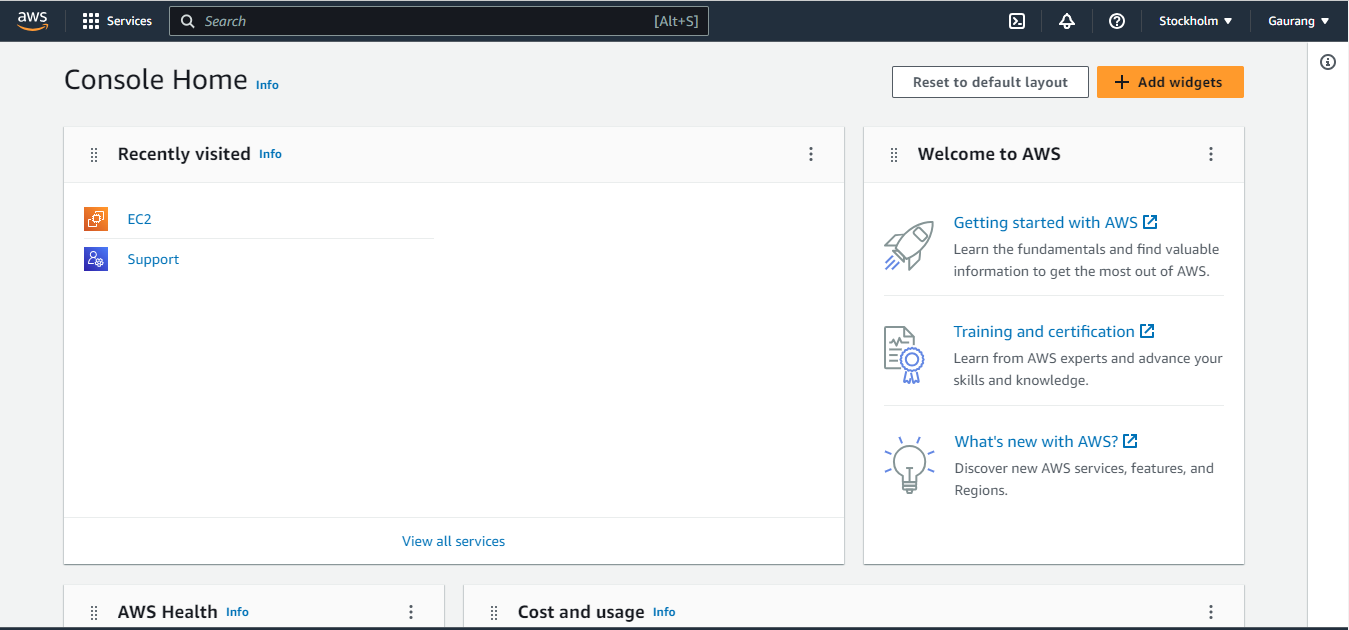 aws Services Search [Alt+S] Stockholm Gaurang
Console Home Info Reset to default layout Add widgets
Recently visited Info
EC2
Support
View all services
Welcome to AWS
Getting started with AWS
Learn the fundamentals and find valuable
information to get the most out of AWS.
Training and certification
Learn from AWS experts and advance your
skills and knowledge.
What's new with AWS?
Discover new AWS services, features, and
Regions.
AWS Health Info
Cost and usage Info